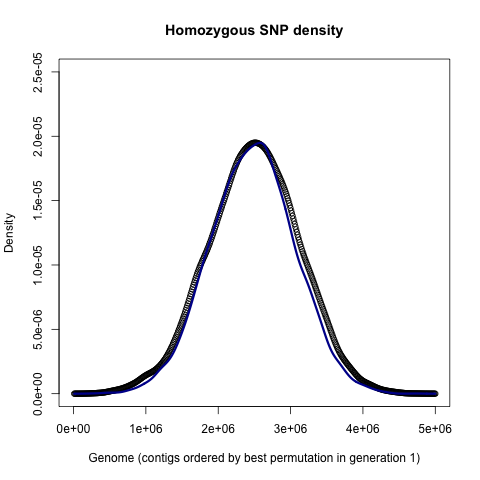 Homozygous SNP density
Density
2.5e-05
2.0e-05
1.5e-05
1.0e-05
5.0e-06
0.0e+00
0e+00 1e+06 2e+06 3e+06 4e+06 5e+06
Genome (contigs ordered by best permutation in generation 1)